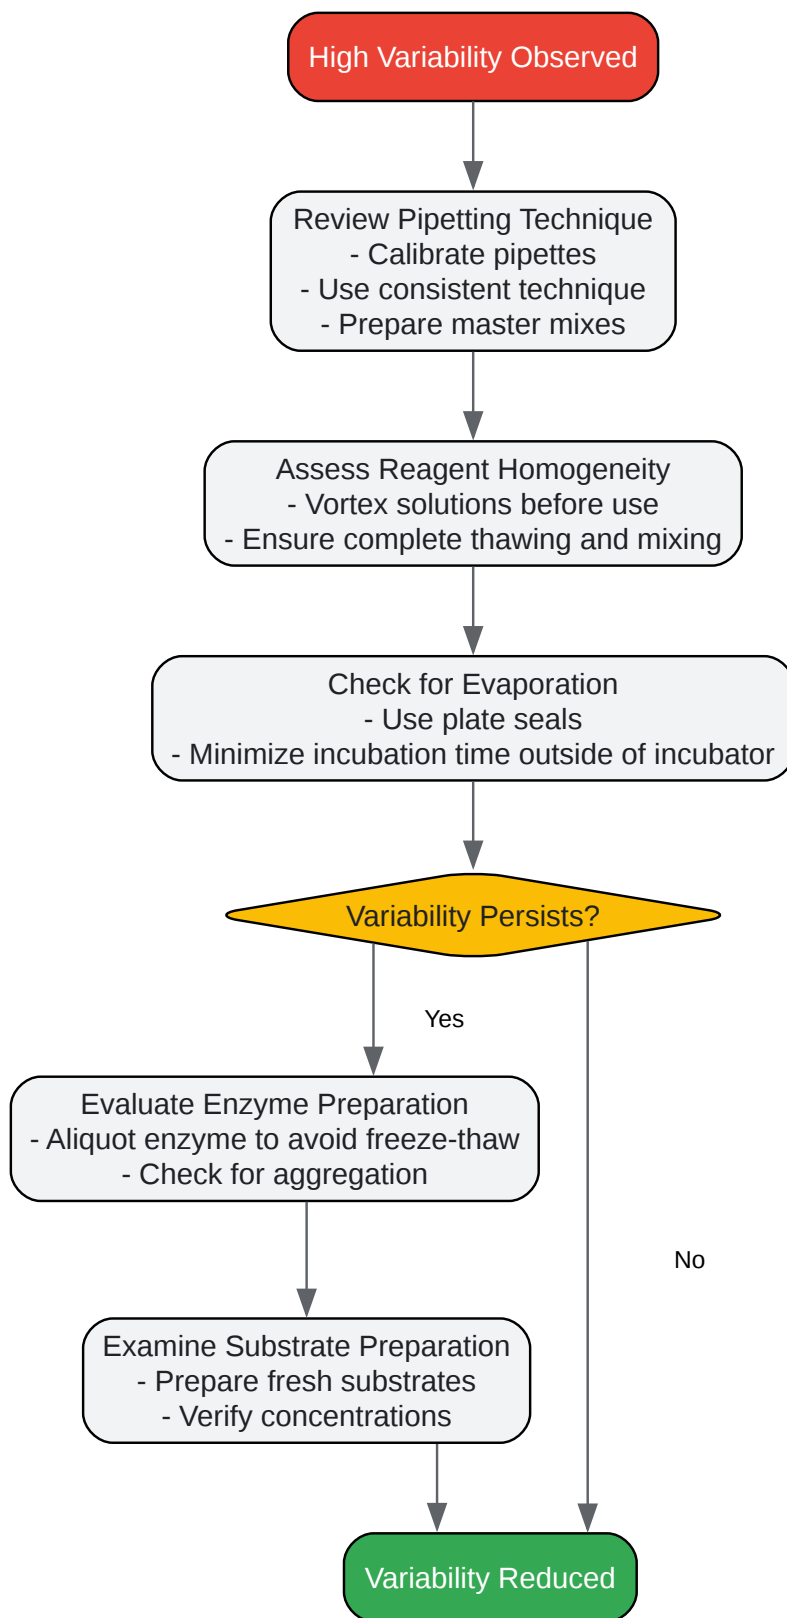 High Variability Observed
Review Pipetting Technique
- Calibrate pipettes
- Use consistent technique
- Prepare master mixes
Assess Reagent Homogeneity
- Vortex solutions before use
- Ensure complete thawing and mixing
Check for Evaporation
- Use plate seals
- Minimize incubation time outside of incubator
Variability Persists?
Yes
Evaluate Enzyme Preparation
- Aliquot enzyme to avoid freeze-thaw
- Check for aggregation
No
Examine Substrate Preparation
- Prepare fresh substrates
- Verify concentrations
Variability Reduced